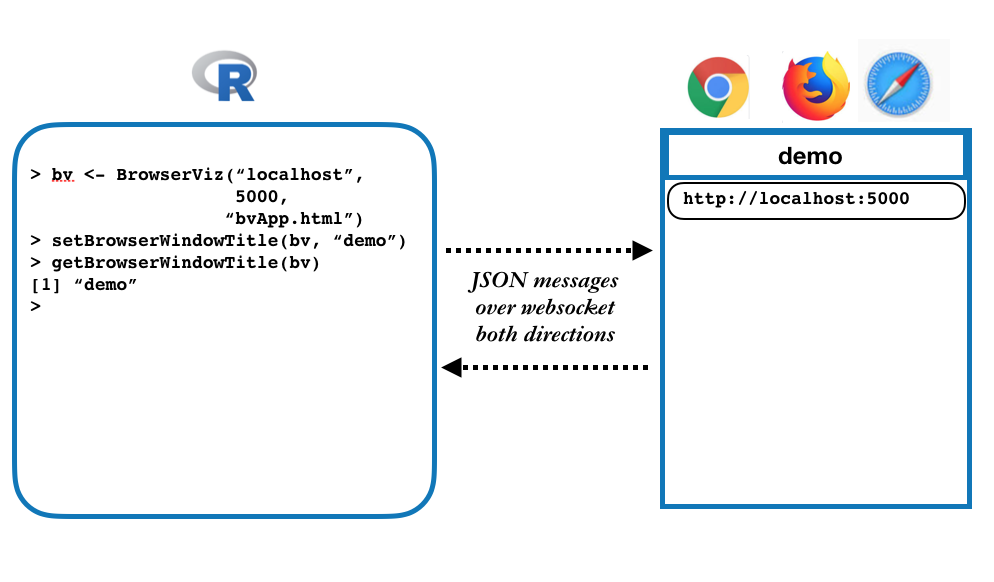 R
> bv <- BrowserViz(“localhost”,
5000,
“bvApp.html”)
> setBrowserWindowTitle(bv, “demo”)
> getBrowserWindowTitle(bv)
[1] “demo”
>
JSON messages
over websocket
both directions
demo
http://localhost:5000